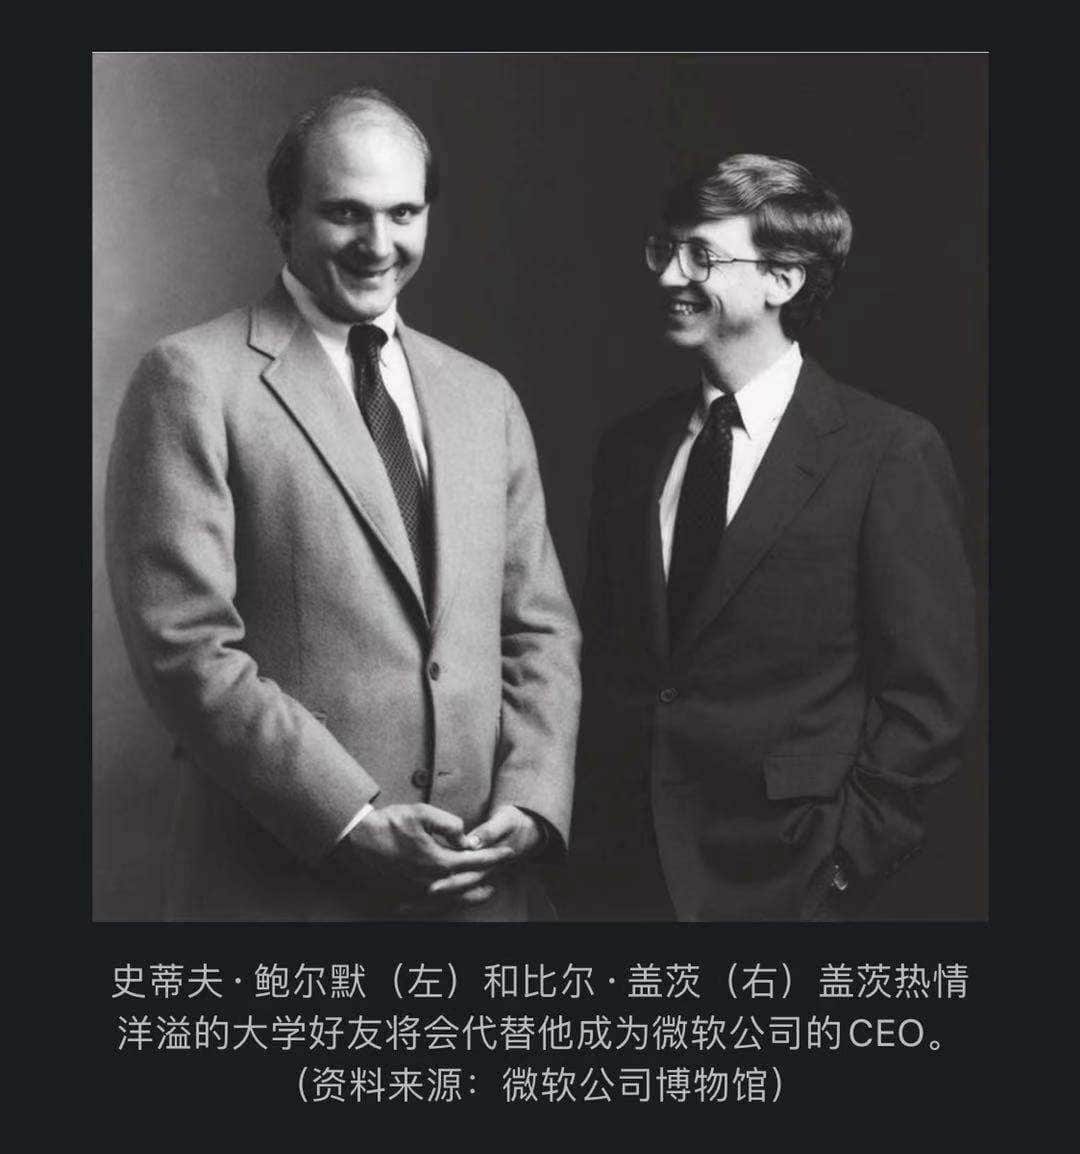 史蒂夫·鲍尔默（左）和比尔·盖茨（右）盖茨热情
洋溢的大学好友将会代替他成为微软公司的CEO。
（资料来源：微软公司博物馆）